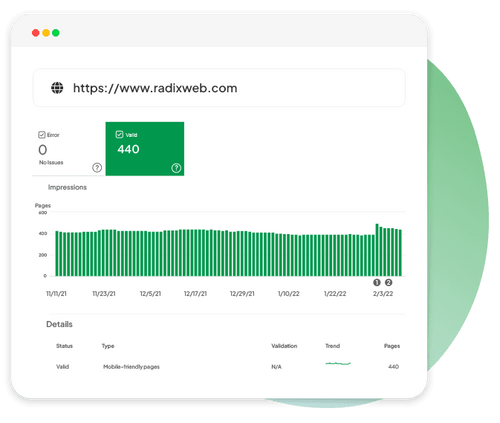 https://www.radixweb.com
Error
Valid
0
440
No Issues
?
?
Impressions
Pages
600
400
200
0
1 2
11/11/21 11/23/21 12/5/21 12/17/21 12/29/21 1/10/22 1/22/22 2/3/22
Details
Status Type Validation Trend Pages
Valid Mobile-friendly pages N/A 440